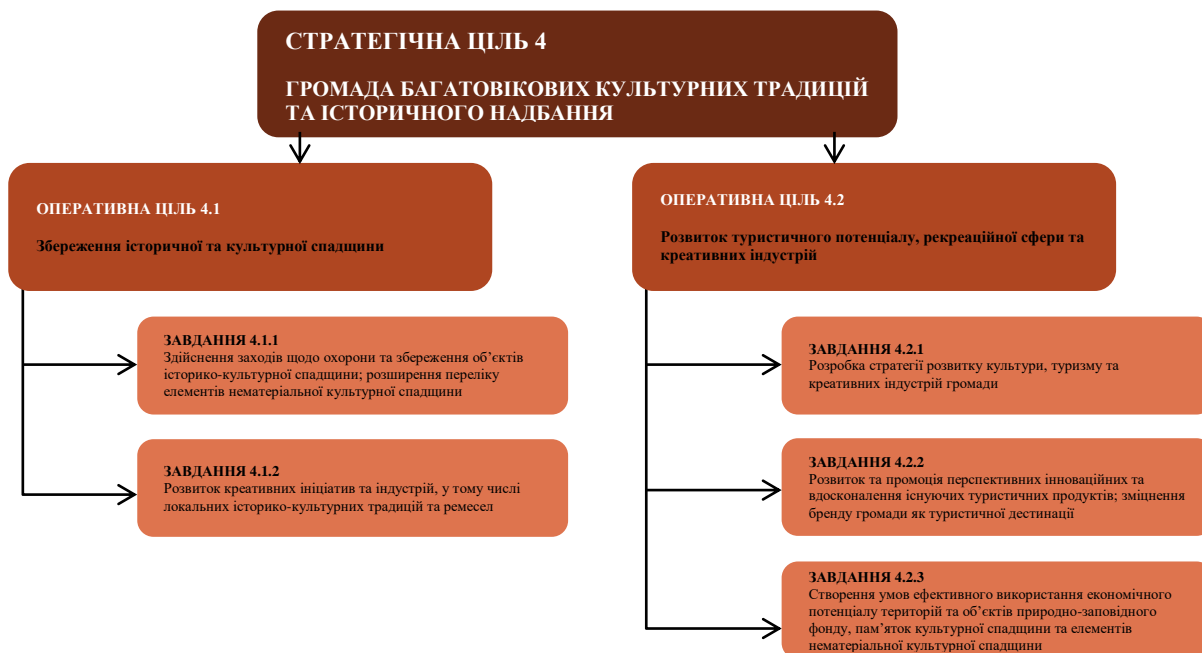 СТРАТЕГІЧНА ЦІЛЬ 4
ГРОМАДА БАГАТОВІКОВИХ КУЛЬТУРНИХ ТРАДИЦІЙ
ТА ІСТОРИЧНОГО НАДБАННЯ
ОПЕРАТИВНА ЦІЛЬ 4.1
Збереження історичної та культурної спадщини
ЗАВДАННЯ 4.1.1
Здійснення заходів щодо охорони та збереження об’єктів
історико-культурної спадщини; розширення переліку
елементів нематеріальної культурної спадщини
ЗАВДАННЯ 4.1.2
Розвиток креативних ініціатив та індустрій, у тому числі
локальних історико-культурних традицій та ремесел
ОПЕРАТИВНА ЦІЛЬ 4.2
Розвиток туристичного потенціалу, рекреаційної сфери та
креативних індустрій
ЗАВДАННЯ 4.2.1
Розробка стратегії розвитку культури, туризму та
креативних індустрій громади
ЗАВДАННЯ 4.2.2
Розвиток та промоція перспективних інноваційних та
вдосконалення існуючих туристичних продуктів; зміцнення
бренду громади як туристичної дестинації
ЗАВДАННЯ 4.2.3
Створення умов ефективного використання економічного
потенціалу територій та об’єктів природно-заповідного
фонду, пам’яток культурної спадщини та елементів
нематеріальної культурної спадщини